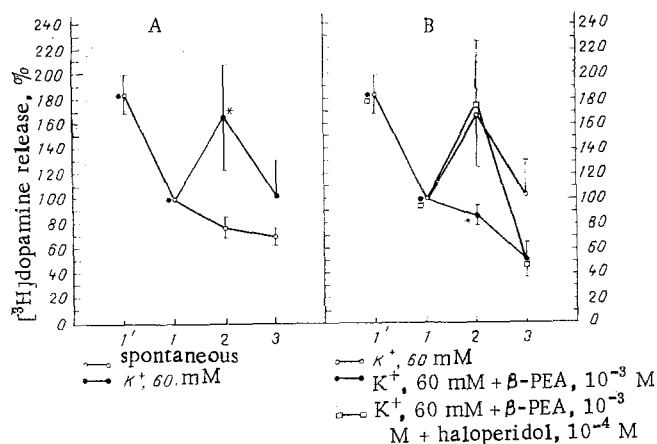 A
B
[³H]dopamine release, %
240
220
200
180
160
140
120
100
80
60
40
20
0
240
220
200
180
160
140
120
100
80
60
40
20
0
*
*
1' 1 2 3
1' 1 2 3
spontaneous
K⁺, 60.mM
K⁺, 60 mM
K⁺, 60 mM + β-PEA, 10⁻³ M
K⁺, 60 mM + β-PEA, 10⁻³
M + haloperidol, 10⁻⁴ M